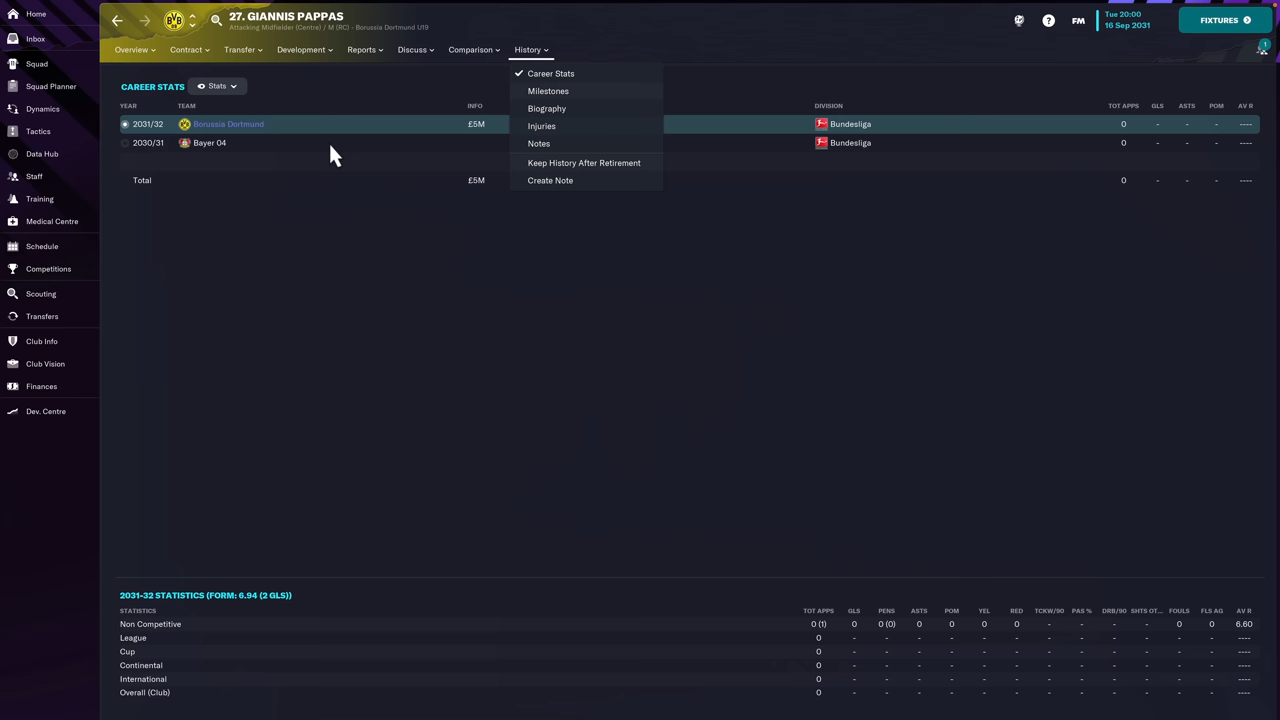 Home
Inbox
Squad
Squad Planner
Dynamics
Tactics
Data Hub
Staff
Training
Medical Centre
Schedule
Competitions
Scouting
Transfers
Club Info
Club Vision
Finances
Dev. Centre
27. GIANNIS PAPPAS
Attacking Midfielder (Centre) / M (RC) - Borussia Dortmund U19
FM
Tue 20:00
16 Sep 2031
FIXTURES
1
Overview Contract Transfer Development Reports Discuss Comparison History
Career Stats
Milestones
Biography
Injuries
Notes
Keep History After Retirement
Create Note
CAREER STATS Stats
YEAR TEAM INFO DIVISION TOT APPS GLS ASTS POM AV R
2031/32 Borussia Dortmund £5M Bundesliga 0 - - - ----
2030/31 Bayer 04 Bundesliga 0 - - - ----
Total £5M 0 - - - ----
2031-32 STATISTICS (FORM: 6.94 (2 GLS))
STATISTICS TOT APPS GLS PENS ASTS POM YEL RED TCKW/90 PAS % DRB/90 SHTS OT... FOULS FLS AG AV R
Non Competitive 0 (1) 0 0 (0) 0 0 0 0 - - - - 0 0 6.60
League 0 - - - - - - - - - - - - ----
Cup 0 - - - - - - - - - - - - ----
Continental 0 - - - - - - - - - - - - ----
International 0 - - - - - - - - - - - - ----
Overall (Club) 0 - - - - - - - - - - - - ----